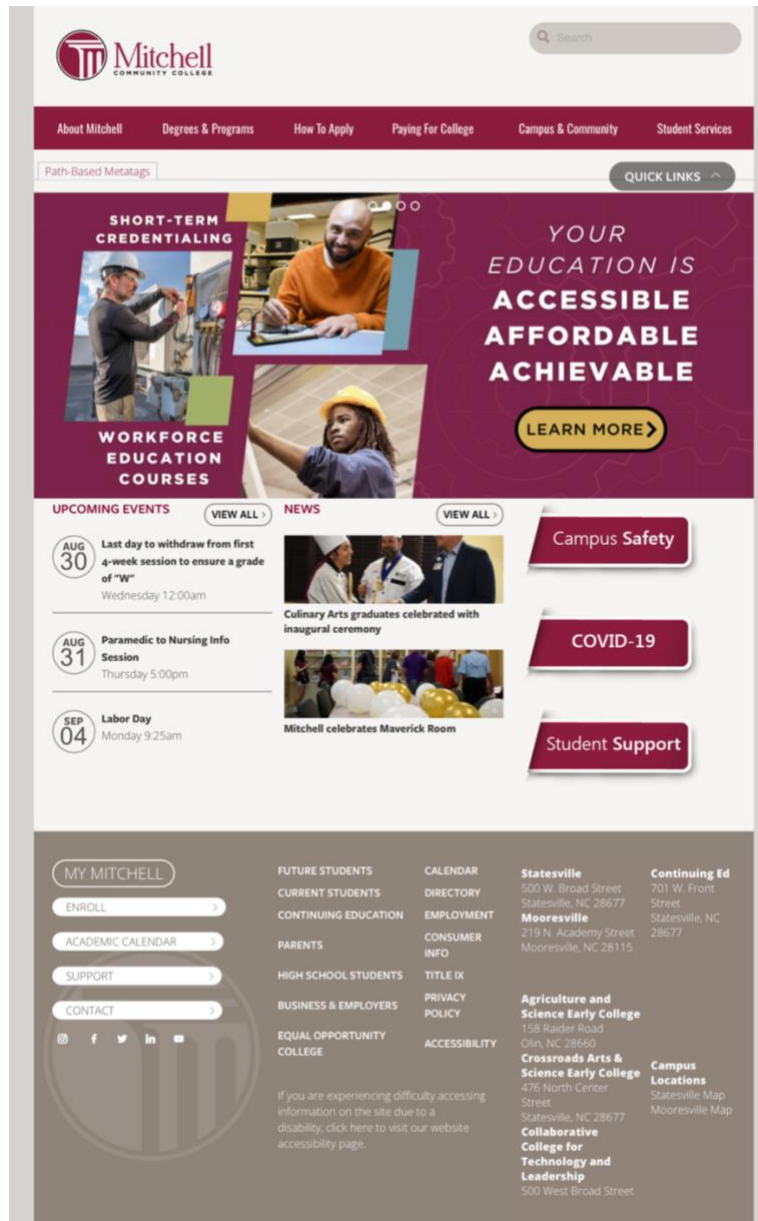 Mitchell
COMMUNITY COLLEGE
Search
About Mitchell
Degrees & Programs
How To Apply
Paying For College
Campus & Community
Student Services
Path-Based Metatags
QUICK LINKS
SHORT-TERM
CREDENTIALING
WORKFORCE
EDUCATION
COURSES
YOUR
EDUCATION IS
ACCESSIBLE
AFFORDABLE
ACHIEVABLE
LEARN MORE
UPCOMING EVENTS
VIEW ALL
AUG
30
Last day to withdraw from first
4-week session to ensure a grade
of "W"
Wednesday 12:00am
AUG
31
Paramedic to Nursing Info
Session
Thursday 5:00pm
SEP
04
Labor Day
Monday 9:25am
NEWS
VIEW ALL
Culinary Arts graduates celebrated with
inaugural ceremony
Mitchell celebrates Maverick Room
Campus Safety
COVID-19
Student Support
MY MITCHELL
ENROLL
ACADEMIC CALENDAR
SUPPORT
CONTACT
FUTURE STUDENTS
CURRENT STUDENTS
CONTINUING EDUCATION
PARENTS
HIGH SCHOOL STUDENTS
BUSINESS & EMPLOYERS
EQUAL OPPORTUNITY
COLLEGE
CALENDAR
DIRECTORY
EMPLOYMENT
CONSUMER
INFO
TITLE IX
PRIVACY
POLICY
ACCESSIBILITY
If you are experiencing difficulty accessing
information on the site due to a
disability, click here to visit our website
accessibility page.
Statesville
500 W. Broad Street
Statesville, NC 28677
Mooresville
219 N. Academy Street
Mooresville, NC 28115
Agriculture and
Science Early College
158 Raider Road
Olin, NC 28660
Crossroads Arts &
Science Early College
476 North Center
Street
Statesville, NC 28677
Collaborative
College for
Technology and
Leadership
500 West Broad Street
Continuing Ed
701 W. Front
Street
Statesville, NC
28677
Campus
Locations
Statesville Map
Mooresville Map